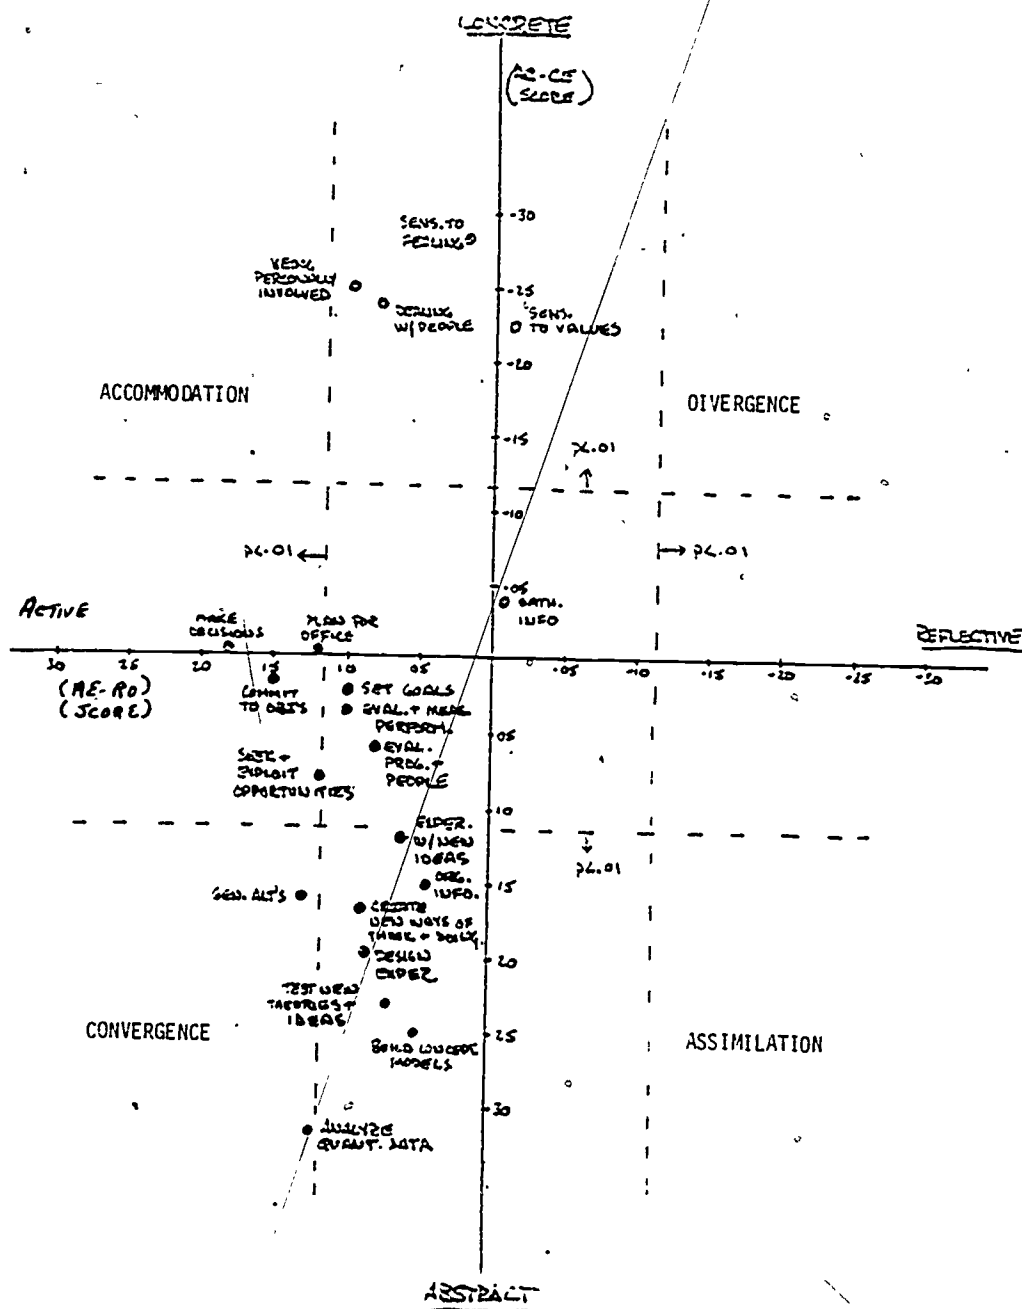 CONCRETE
(AC-CE
SCORE)
-30
SENS. TO
FEELING
BEING
PERSONALLY
INVOLVED
-25
DEALING
W/PEOPLE
SENS.
TO VALUES
-20
ACCOMMODATION
DIVERGENCE
-15
P<.01
-10
P<.01
P<.01
-.05
GATH.
INFO
ACTIVE
MAKE
DECISIONS
PLAN FOR
OFFICE
REFLECTIVE
.30 .25 .20 .15 .10 .05 -.05 -.10 -.15 -.20 -.25 -.30
(AE-RO)
(SCORE)
COMMIT
TO OBJS
SET GOALS
EVAL. + MEAS.
PERFORM.
05
EVAL.
PROG. +
PEOPLE
SEEK +
EXPLOIT
OPPORTUNITIES
10
EXPER.
W/NEW
IDEAS
P<.01
ORG.
INFO.
15
GEN. ALT'S
CREATE
NEW WAYS OF
THINK + DOING
DESIGN
EXPER
20
TEST NEW
THEORIES +
IDEAS
CONVERGENCE
25
BUILD CONCEPT
MODELS
ASSIMILATION
30
ANALYZE
QUANT. DATA
ABSTRACT